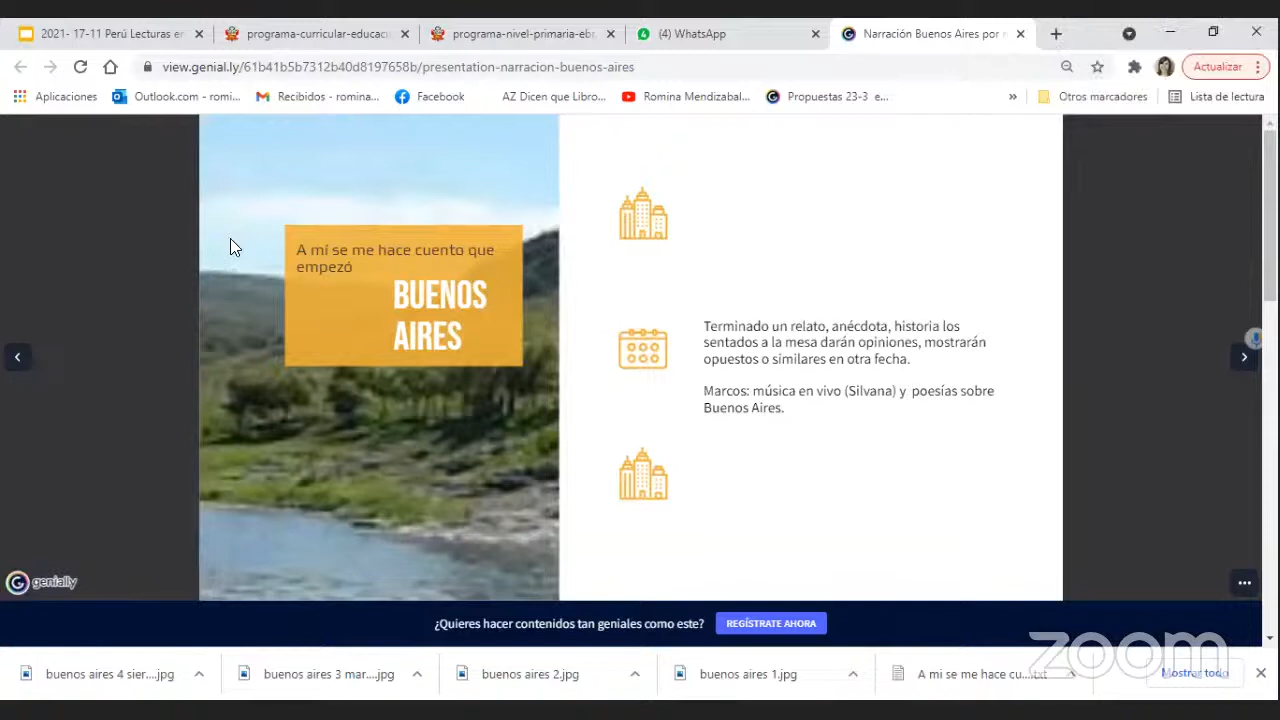 2021- 17-11 Perú Lecturas en
programa-curricular-educac
programa-nivel-primaria-ebr.
(4) WhatsApp
Narración Buenos Aires por r
view.genial.ly/61b41b5b7312b40d8197658b/presentation-narracion-buenos-aires
Actualizar
Aplicaciones
Outlook.com - romi...
Recibidos - romina...
Facebook
AZ Dicen que Libro...
Romina Mendizabal...
Propuestas 23-3 e...
»
Otros marcadores
Lista de lectura
A mí se me hace cuento que
empezó
BUENOS
AIRES
Terminado un relato, anécdota, historia los
sentados a la mesa darán opiniones, mostrarán
opuestos o similares en otra fecha.
Marcos: música en vivo (Silvana) y poesías sobre
Buenos Aires.
genially
¿Quieres hacer contenidos tan geniales como este?
REGÍSTRATE AHORA
zoom
buenos aires 4 sier....jpg
buenos aires 3 mar....jpg
buenos aires 2.jpg
buenos aires 1.jpg
A mi se me hace cu....txt
Mostrar todo